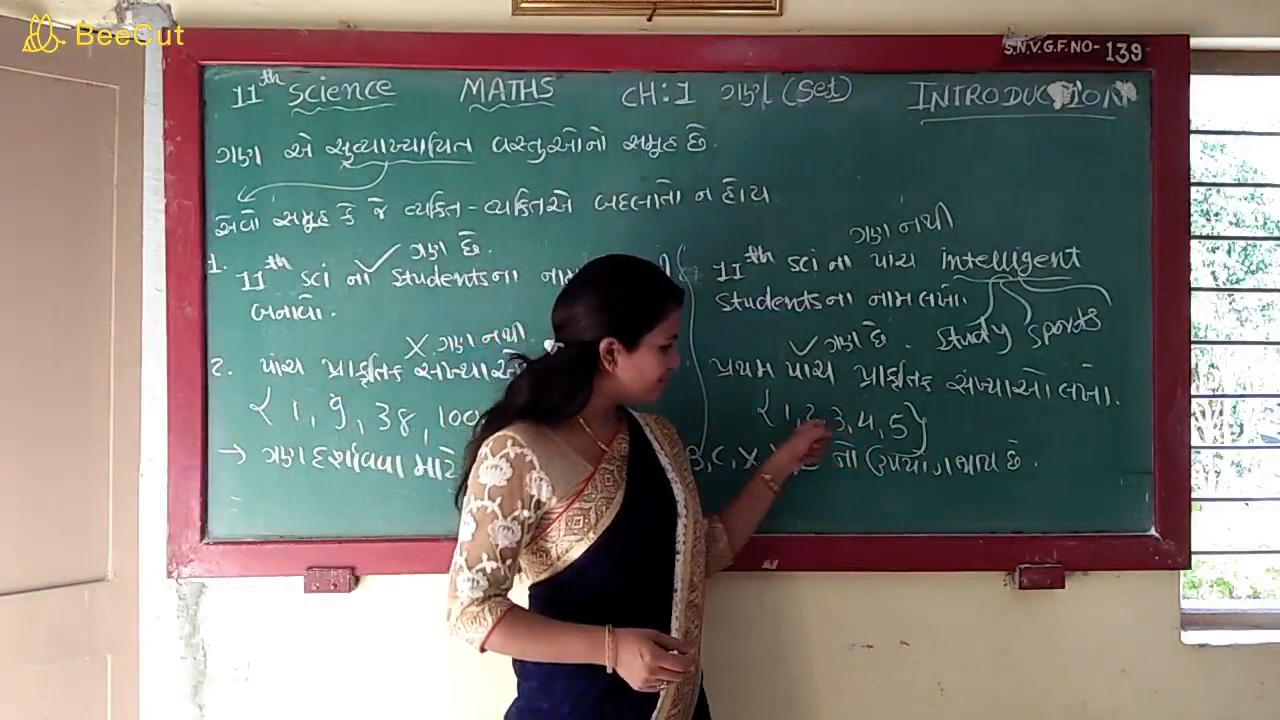 BeeCut
S.N.V.G.F.NO- 139
11th Science MATHS CH:1 ગણ (Set) INTRODUCTION
ગણ એ સુવ્યાખ્યાયિત વસ્તુઓનો સમૂહ છે.
એવો સમૂહ કે જે વ્યક્તિ-વ્યક્તિએ બદલાતો ન હોય
1. 11th Sci ના Students ના
બનાવો.
✓ ગણ છે.
2. પાંચ પ્રાકૃતિક સંખ્યાઓ
X ગણ નથી.
{ 1, 9, 38, 100
→ ગણ દર્શાવવા માટે
ગણ નથી
11th Sci ના પાંચ intelligent
Students ના નામ લખો.
Study Sports
✓ ગણ છે.
પ્રથમ પાંચ પ્રાકૃતિક સંખ્યાઓ લખો.
{ 1, 2, 3, 4, 5 }
B, C, X નો ઉપયોગ થાય છે.